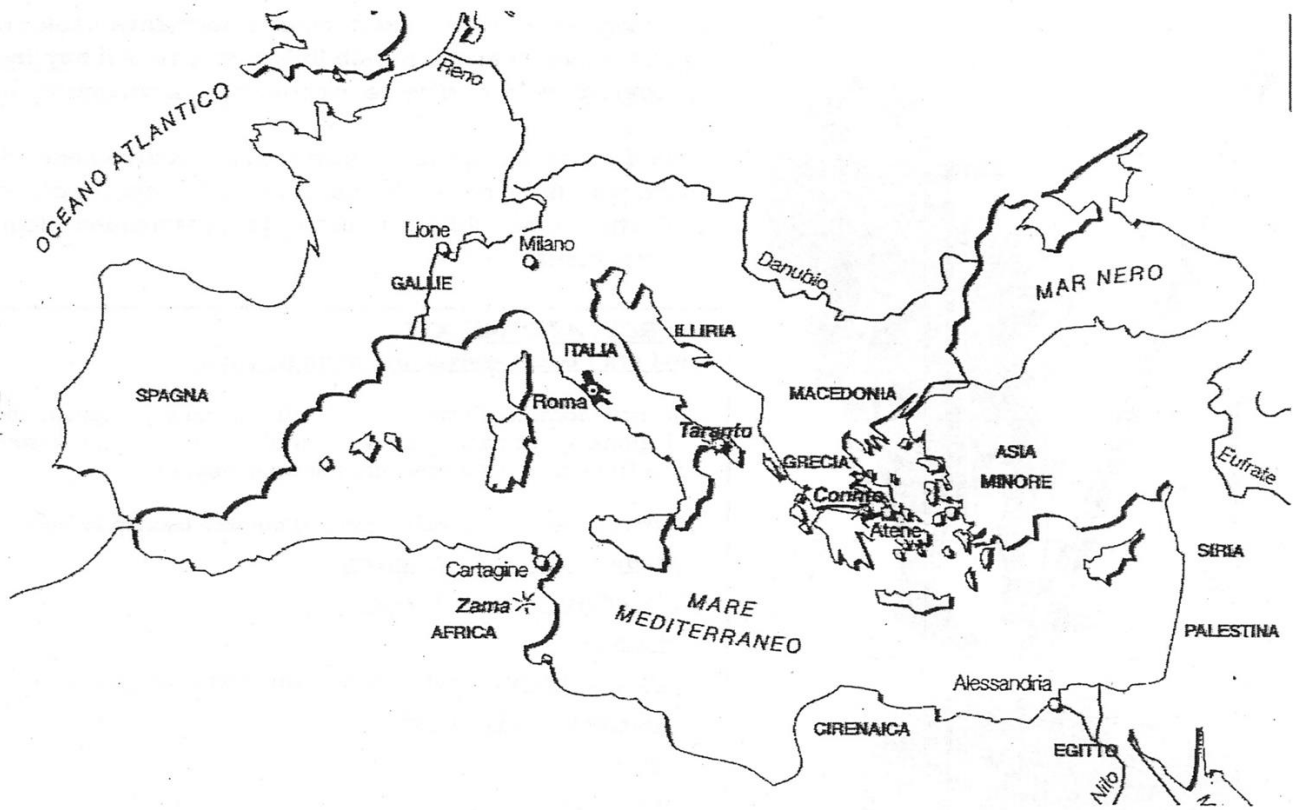 Reno
OCEANO ATLANTICO
Lione
Milano
Danubio
GALLIE
MAR NERO
ILLIRIA
ITALIA
SPAGNA
MACEDONIA
Roma
Taranto
GRECIA
ASIA
MINORE
Eufrate
Corinto
Atene
SIRIA
Cartagine
Zama
AFRICA
MARE
MEDITERRANEO
PALESTINA
Alessandria
CIRENAICA
EGITTO
Nilo